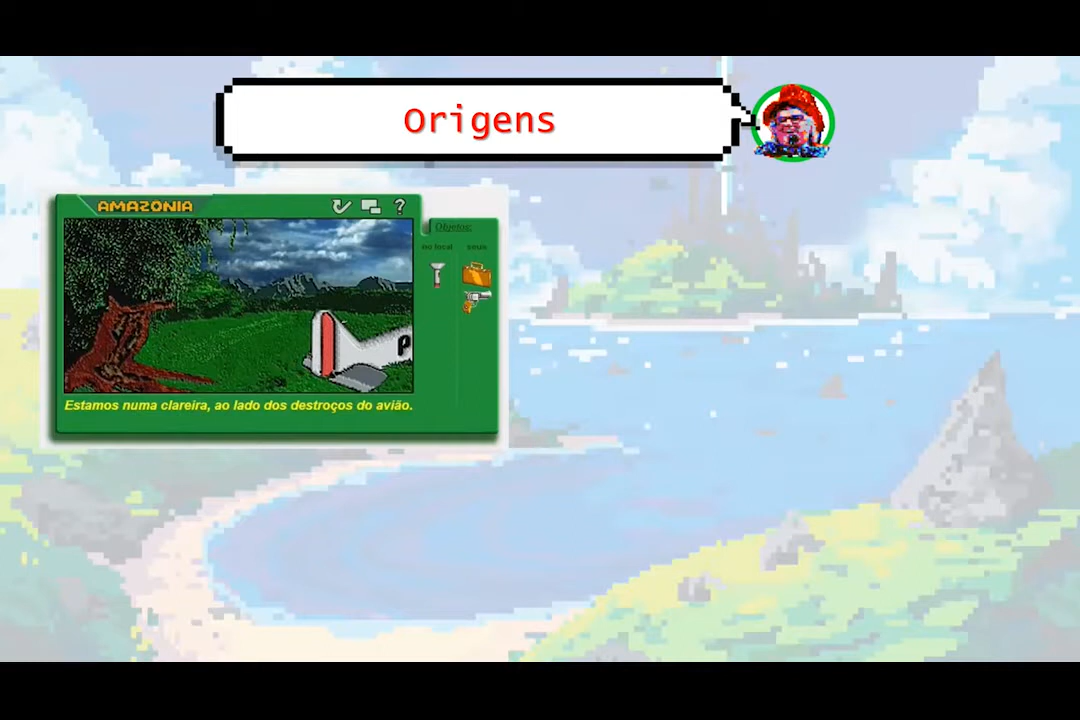 Origens
AMAZONIA
?
Objetos:
no local seus
P
Estamos numa clareira, ao lado dos destroços do avião.